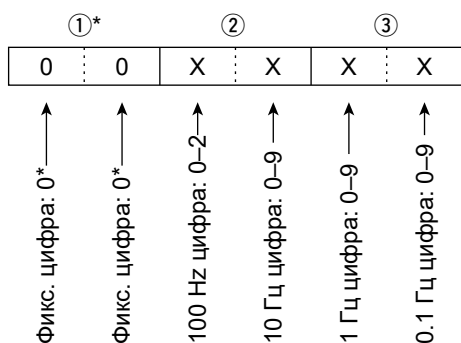 ①* ② ③
0 0 X X X X
Фикс. цифра: 0*
Фикс. цифра: 0*
100 Hz цифра: 0–2
10 Гц цифра: 0–9
1 Гц цифра: 0–9
0.1 Гц цифра: 0–9